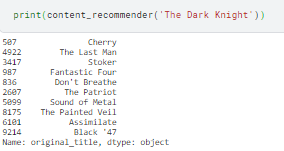 print(content_recommender('The Dark Knight'))
507 Cherry
4922 The Last Man
3417 Stoker
987 Fantastic Four
836 Don't Breathe
2607 The Patriot
5099 Sound of Metal
8175 The Painted Veil
6101 Assimilate
9214 Black '47
Name: original_title, dtype: object